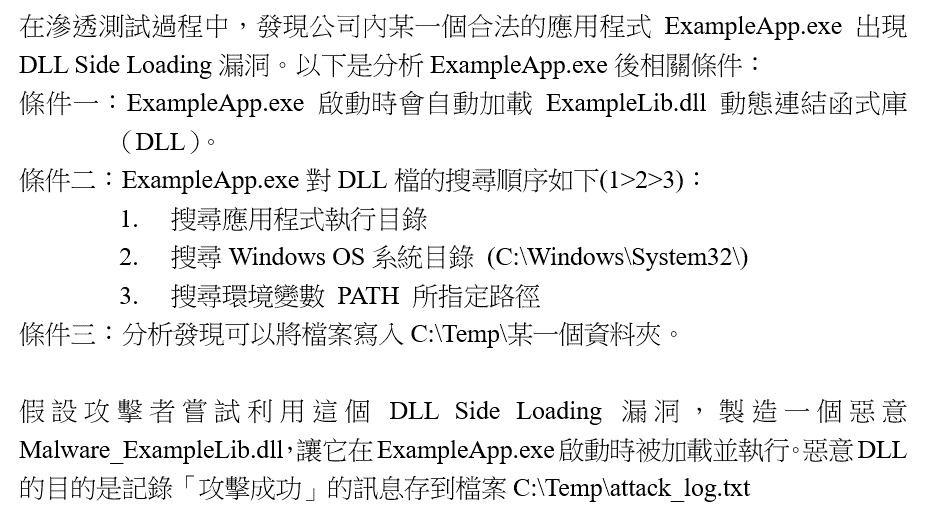 在滲透測試過程中，發現公司內某一個合法的應用程式 ExampleApp.exe 出現
DLL Side Loading 漏洞。以下是分析 ExampleApp.exe 後相關條件：
條件一：ExampleApp.exe 啟動時會自動加載 ExampleLib.dll 動態連結函式庫
（DLL）。
條件二：ExampleApp.exe 對 DLL 檔的搜尋順序如下(1>2>3)：
1. 搜尋應用程式執行目錄
2. 搜尋 Windows OS 系統目錄 (C:\Windows\System32\)
3. 搜尋環境變數 PATH 所指定路徑
條件三：分析發現可以將檔案寫入 C:\Temp\某一個資料夾。
假設攻擊者嘗試利用這個 DLL Side Loading 漏洞，製造一個惡意
Malware_ExampleLib.dll，讓它在 ExampleApp.exe 啟動時被加載並執行。惡意 DLL
的目的是記錄「攻擊成功」的訊息存到檔案 C:\Temp\attack_log.txt